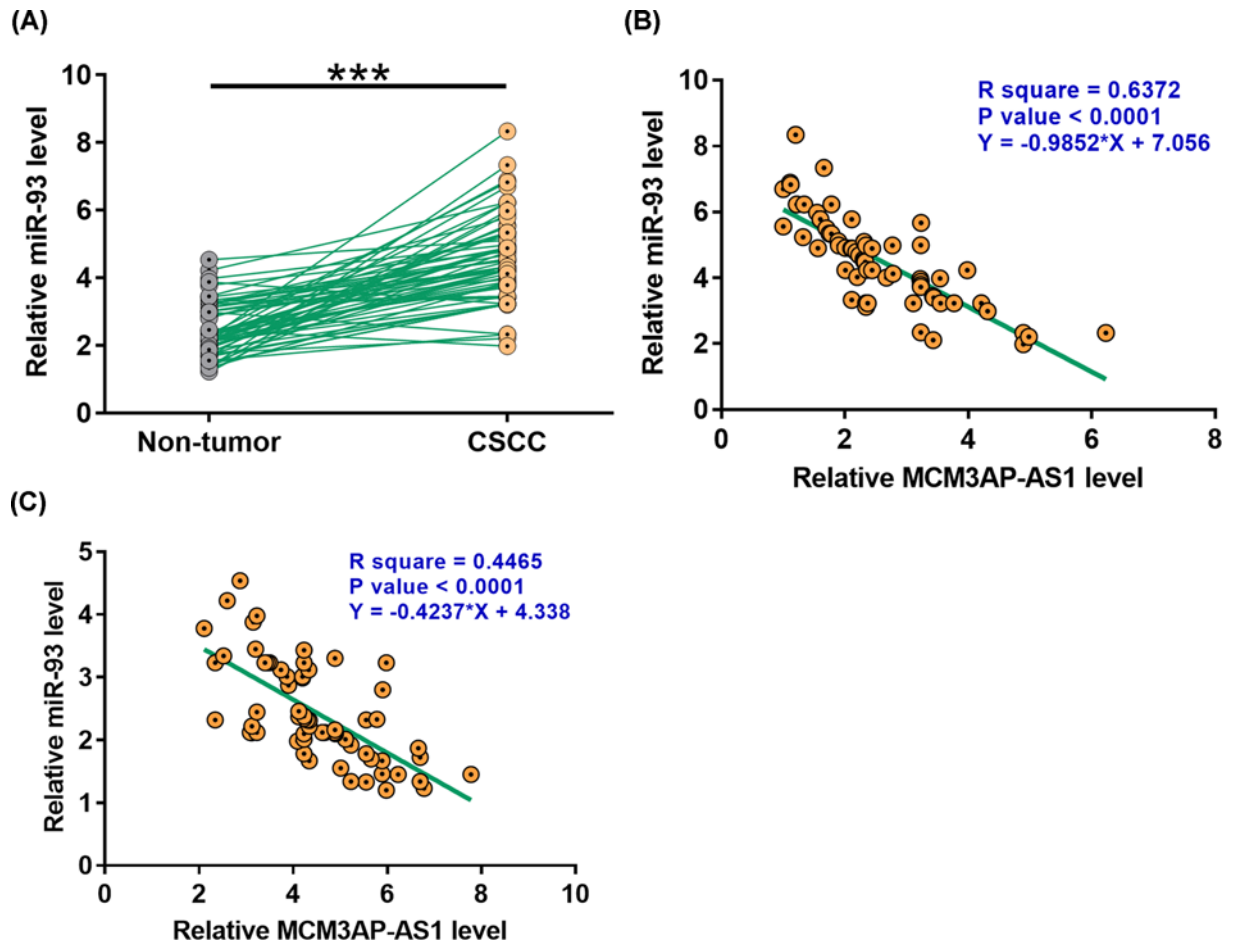 (A)
***
10
8
6
4
2
0
Relative miR-93 level
Non-tumor
CSCC
(B)
R square = 0.6372
P value < 0.0001
Y = -0.9852*X + 7.056
10
8
6
4
2
0
Relative miR-93 level
0 2 4 6 8
Relative MCM3AP-AS1 level
(C)
R square = 0.4465
P value < 0.0001
Y = -0.4237*X + 4.338
5
4
3
2
1
0
Relative miR-93 level
0 2 4 6 8 10
Relative MCM3AP-AS1 level